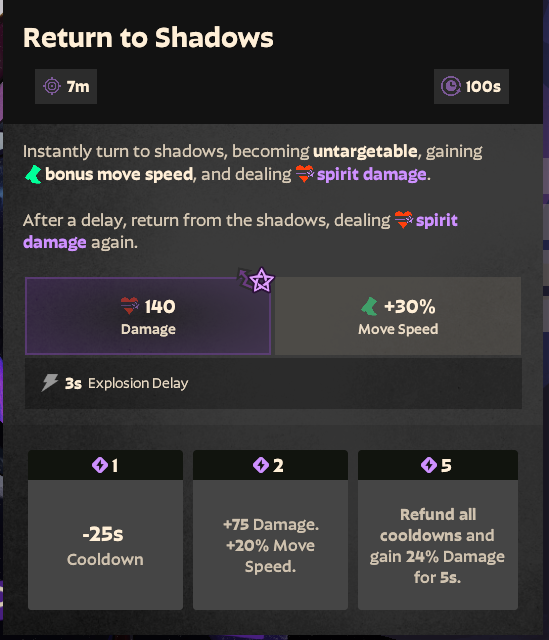 Return to Shadows
7m
100s
Instantly turn to shadows, becoming untargetable, gaining
bonus move speed, and dealing spirit damage.
After a delay, return from the shadows, dealing spirit
damage again.
140
Damage
+30%
Move Speed
3s Explosion Delay
1
-25s
Cooldown
2
+75 Damage.
+20% Move
Speed.
5
Refund all
cooldowns and
gain 24% Damage
for 5s.